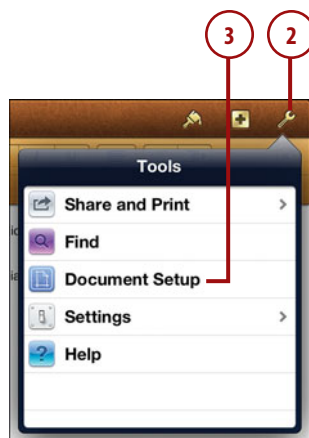 3 2
Tools
Share and Print
Find
Document Setup
Settings
Help